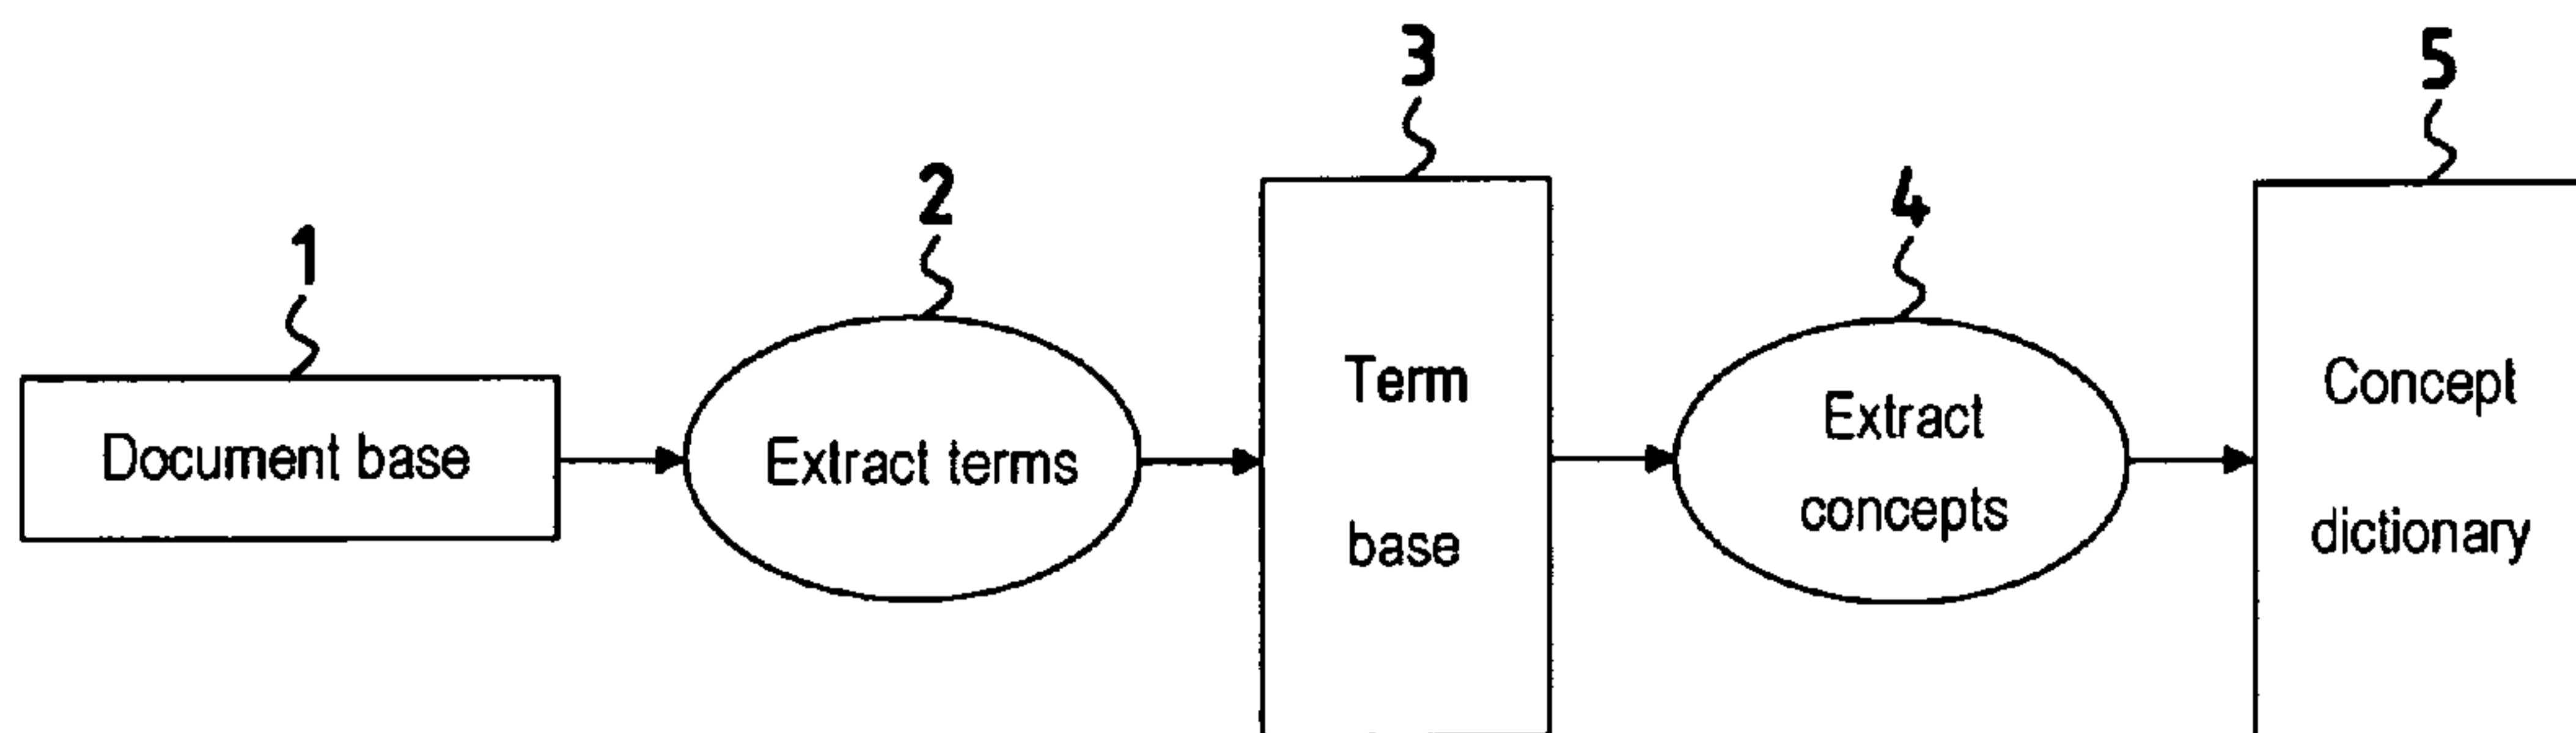 1
Document base
2
Extract terms
3
Term
base
4
Extract
concepts
5
Concept
dictionary